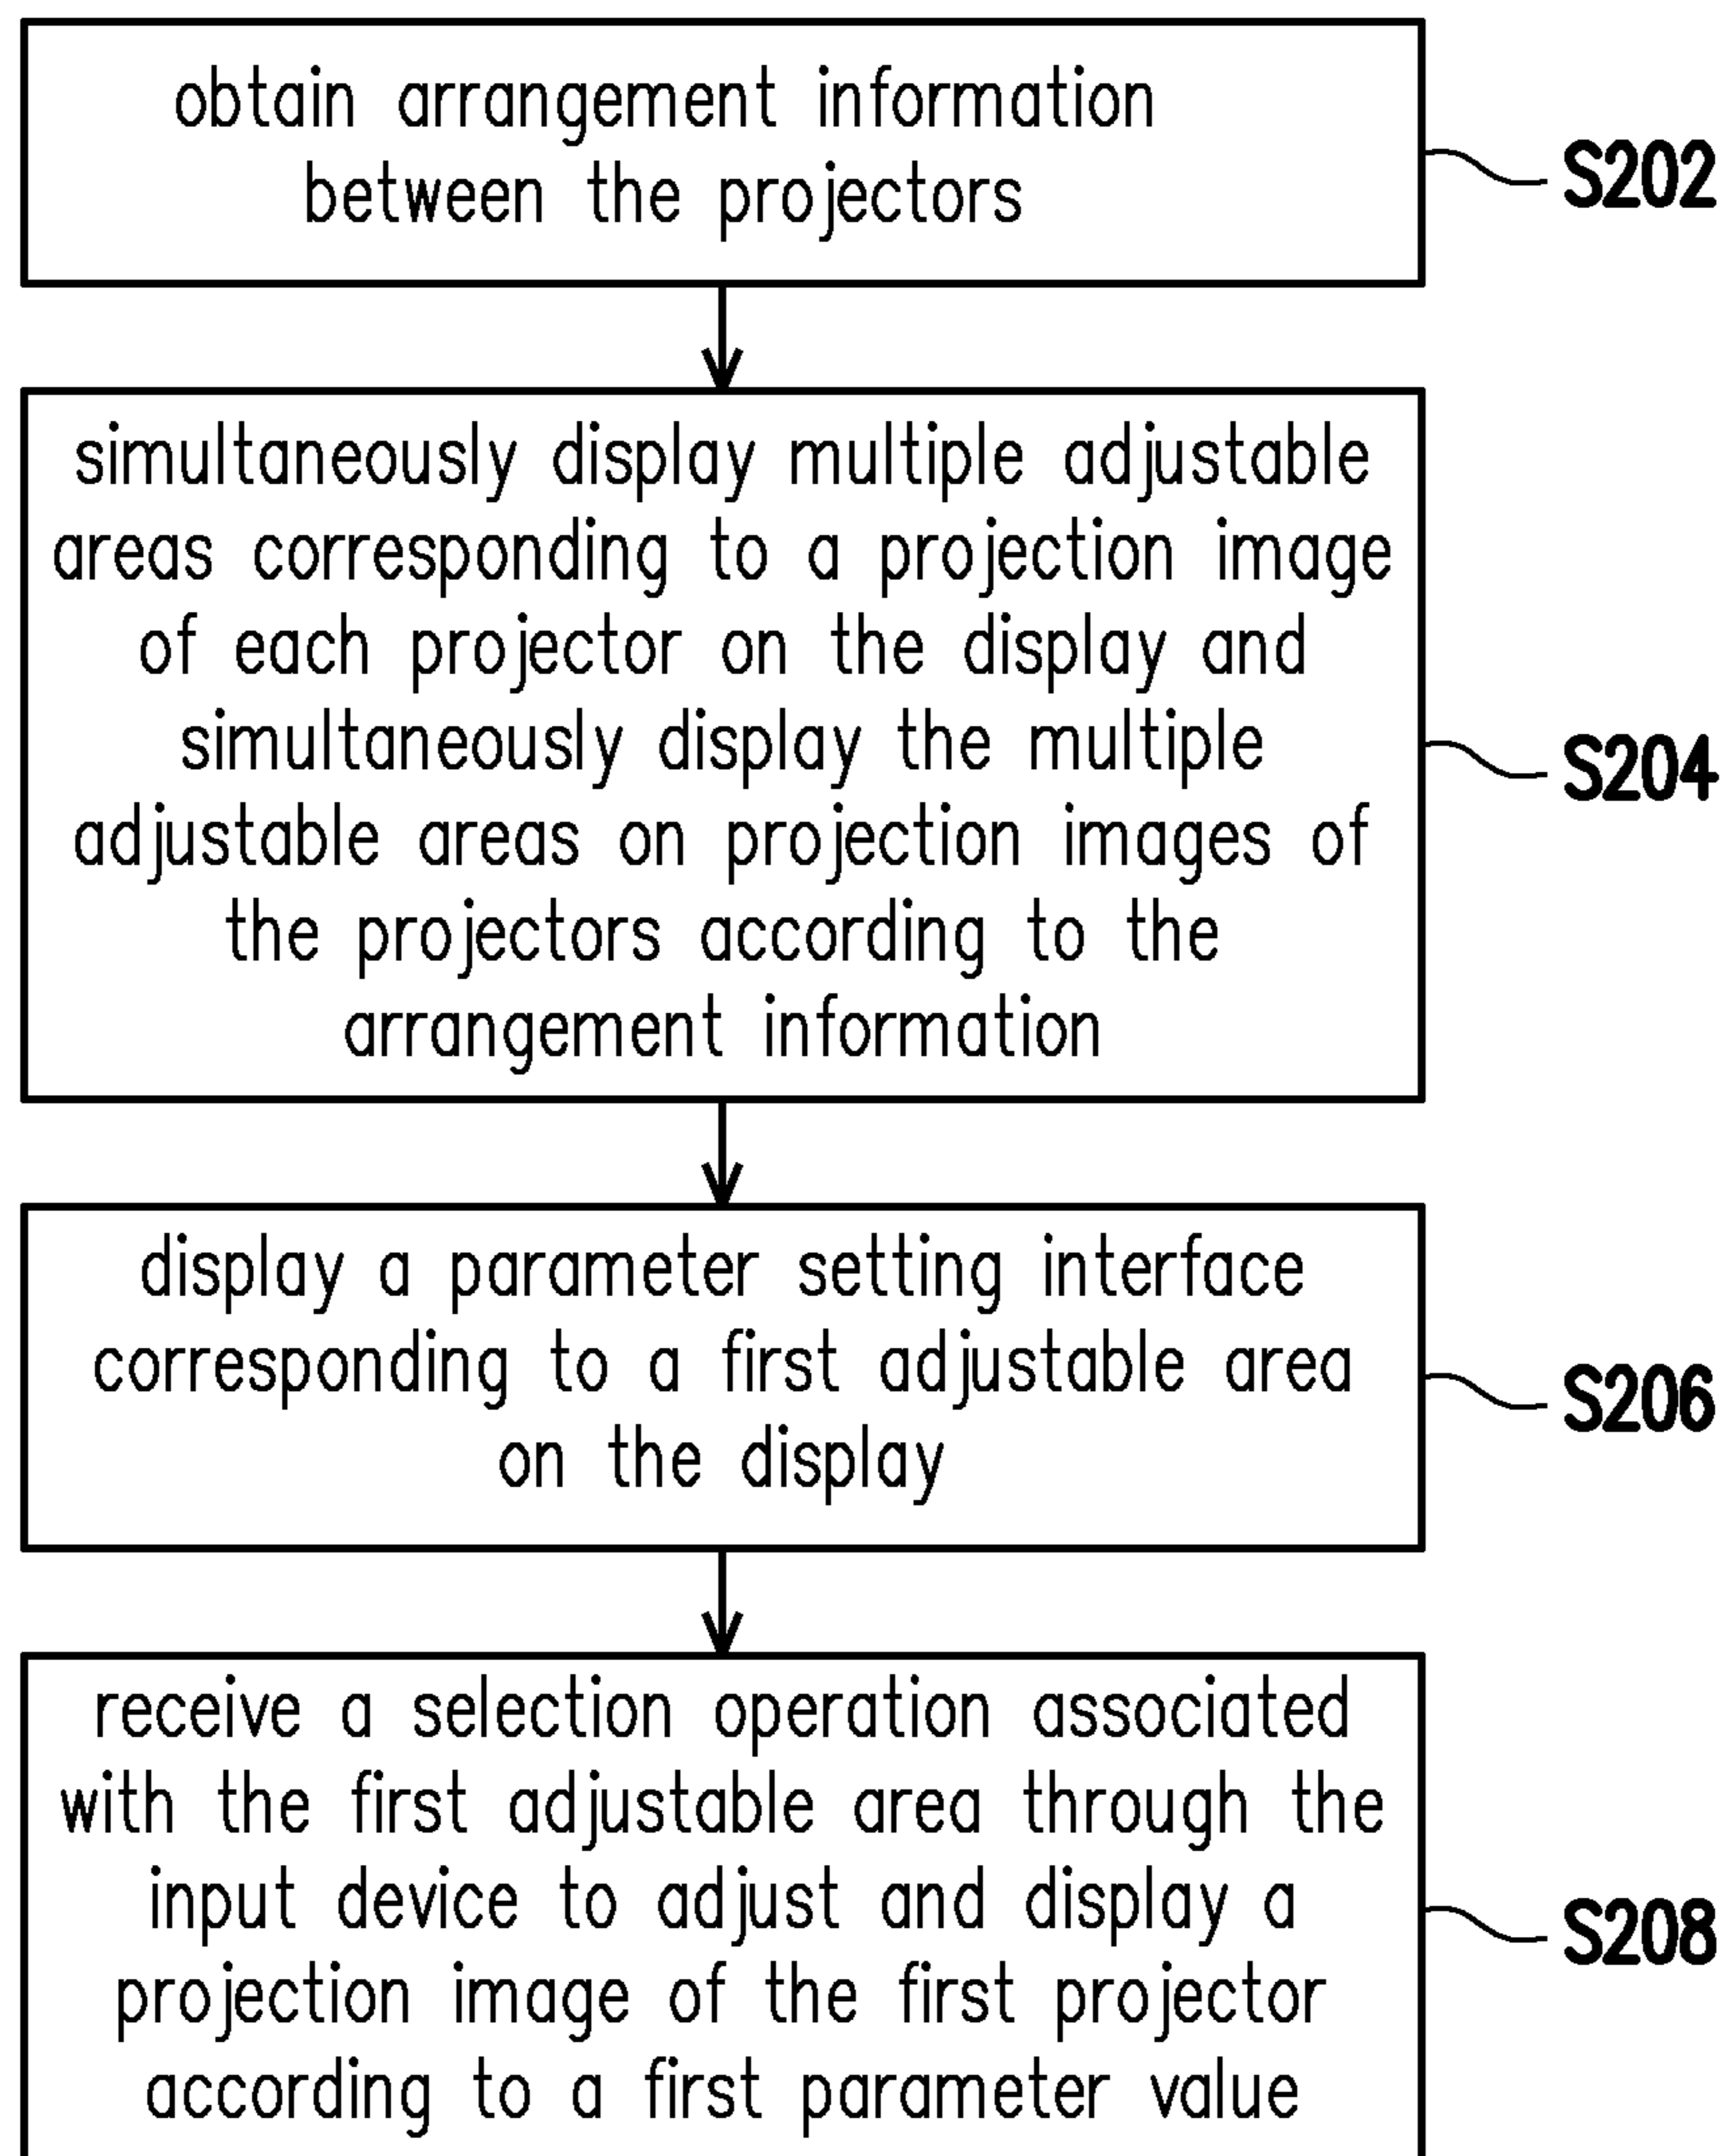 obtain arrangement information
between the projectors
S202
simultaneously display multiple adjustable
areas corresponding to a projection image
of each projector on the display and
simultaneously display the multiple
adjustable areas on projection images of
the projectors according to the
arrangement information
S204
display a parameter setting interface
corresponding to a first adjustable area
on the display
S206
receive a selection operation associated
with the first adjustable area through the
input device to adjust and display a
projection image of the first projector
according to a first parameter value
S208